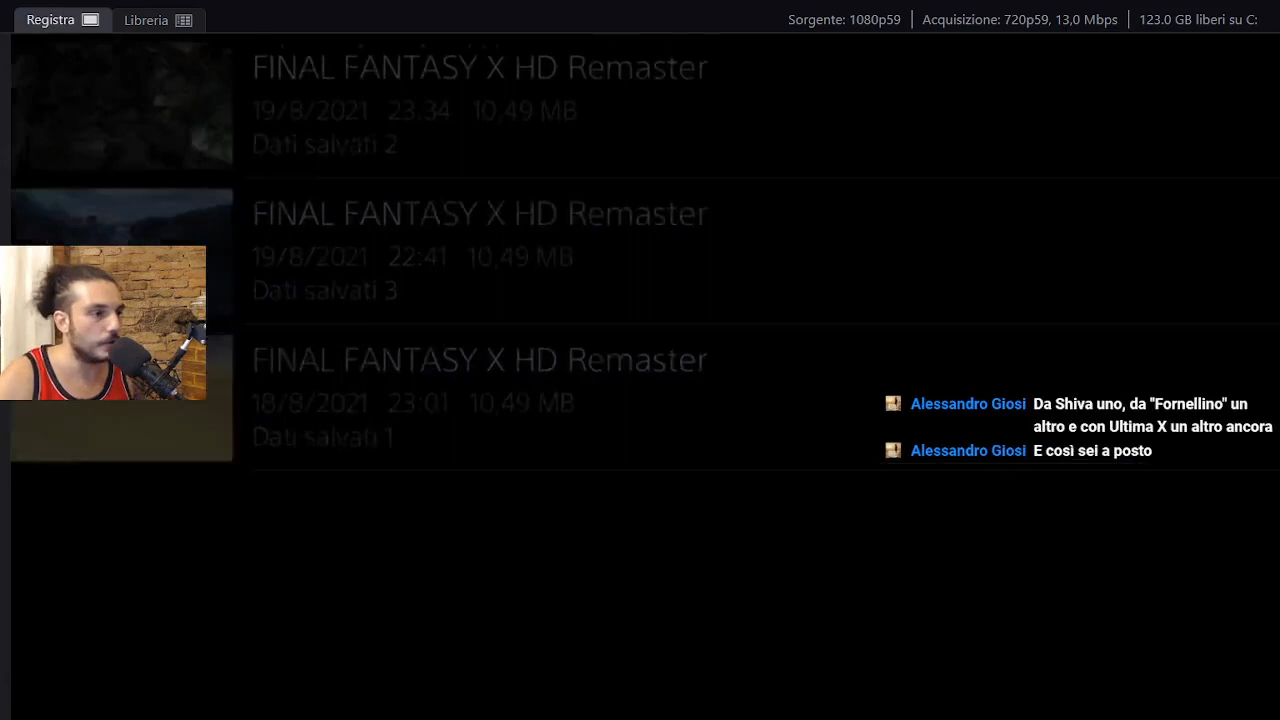 Registra
Libreria
Sorgente: 1080p59
Acquisizione: 720p59, 13,0 Mbps
123.0 GB liberi su C:
FINAL FANTASY X HD Remaster
19/8/2021 23.34 10,49 MB
Dati salvati 2
FINAL FANTASY X HD Remaster
19/8/2021 22:41 10,49 MB
Dati salvati 3
FINAL FANTASY X HD Remaster
18/8/2021 23:01 10,49 MB
Dati salvati 1
Alessandro Giosi Da Shiva uno, da "Fornellino" un
altro e con Ultima X un altro ancora
Alessandro Giosi E così sei a posto